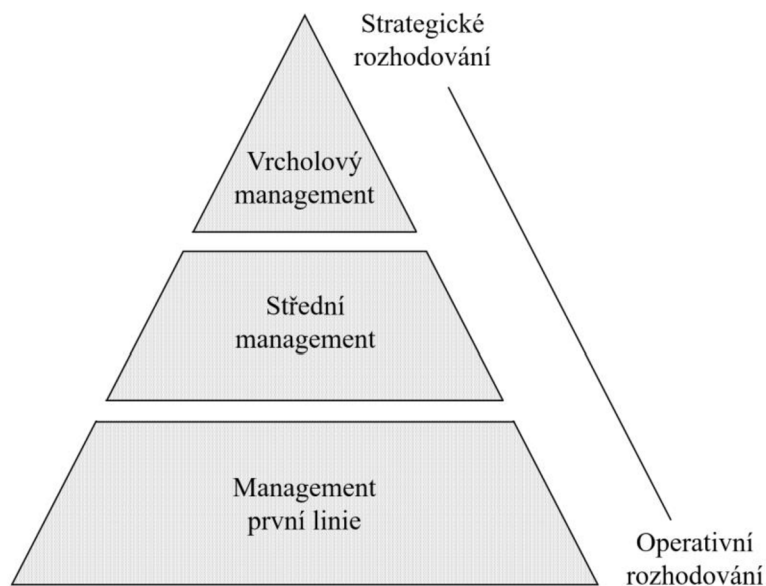 Strategické
rozhodování
Vrcholový
management
Střední
management
Management
první linie
Operativní
rozhodování